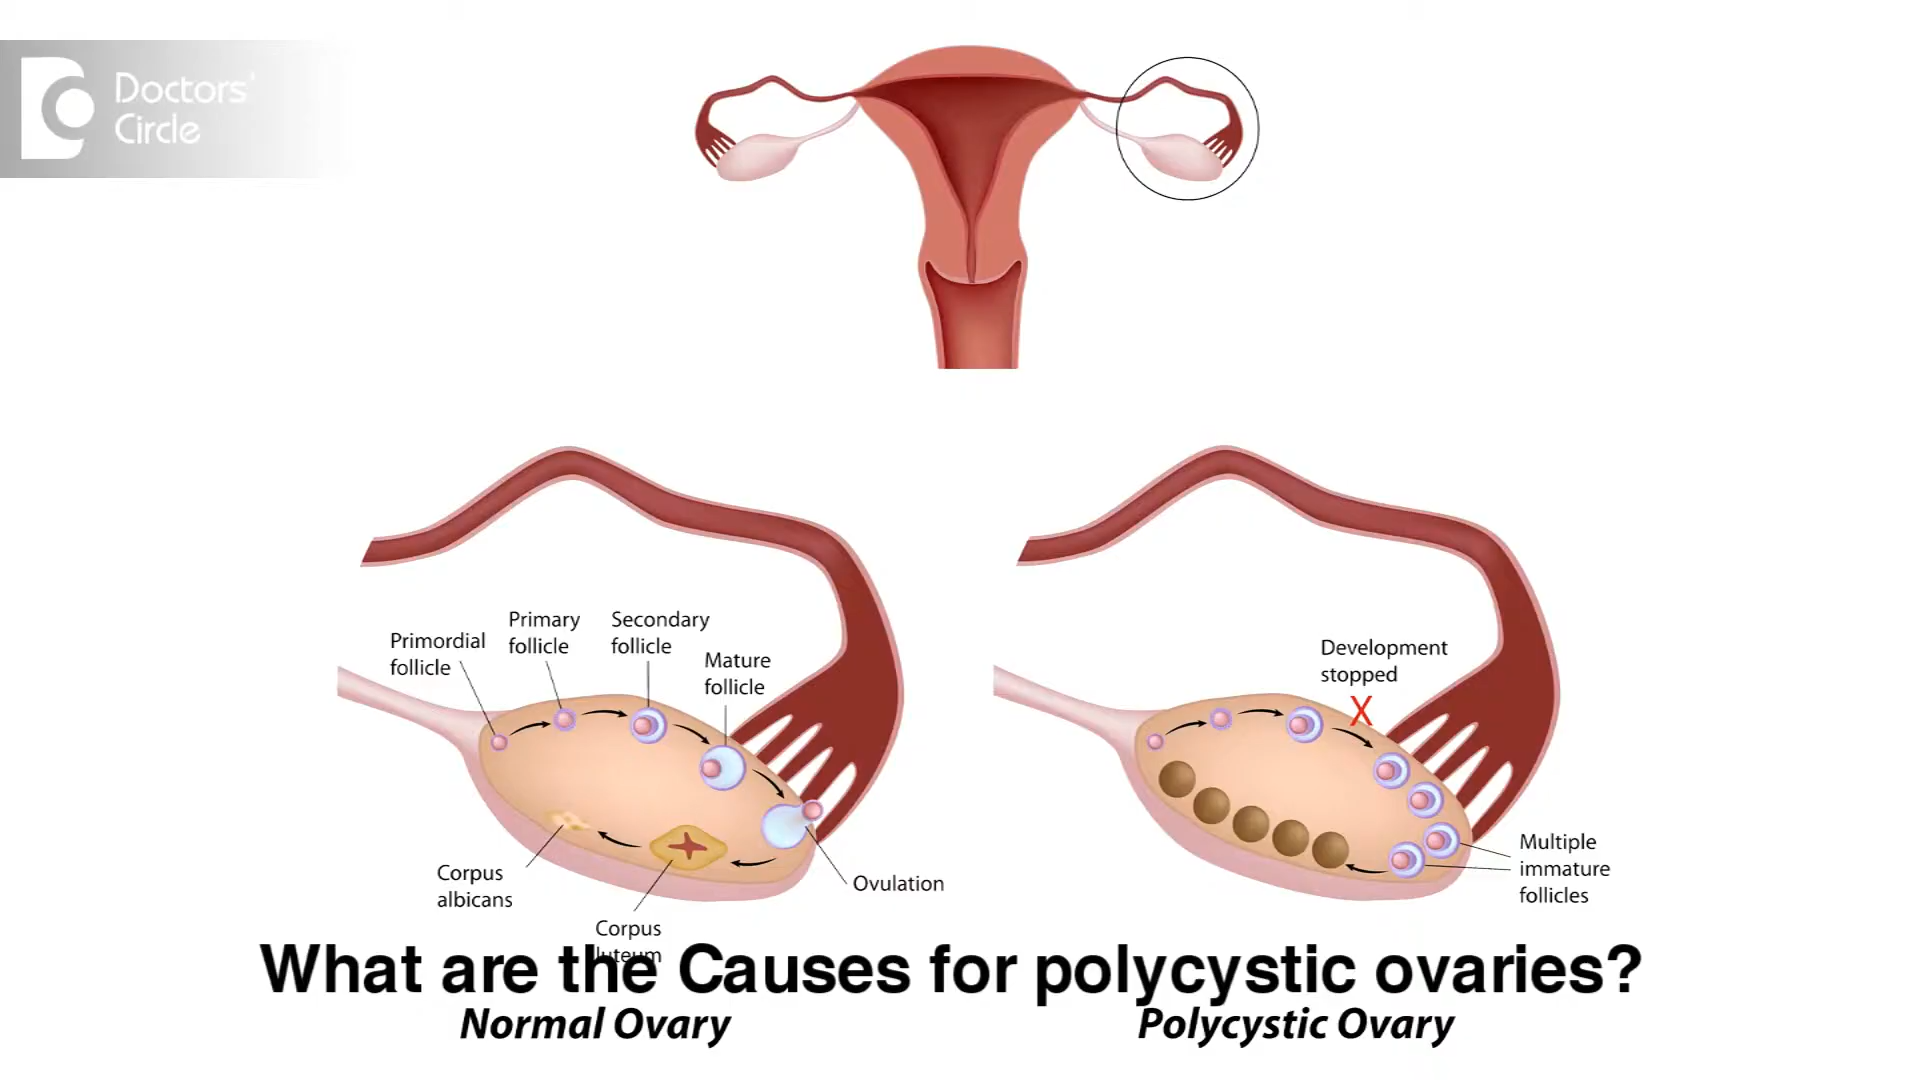 Doctors'
Circle
Primordial
follicle
Primary
follicle
Secondary
follicle
Mature
follicle
Corpus
albicans
Corpus
luteum
Ovulation
Development
stopped
X
Multiple
immature
follicles
What are the Causes for polycystic ovaries?
Normal Ovary
Polycystic Ovary